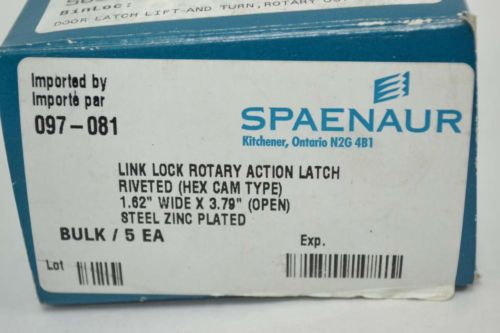 BinLoc:
DOOR LATCH LIFT-AND TURN, ROTARY
Imported by
Importé par
097-081
SPAENAUR
Kitchener, Ontario N2G 4B1
LINK LOCK ROTARY ACTION LATCH
RIVETED (HEX CAM TYPE)
1.62" WIDE X 3.79" (OPEN)
STEEL ZINC PLATED
BULK / 5 EA
Exp.
Lot